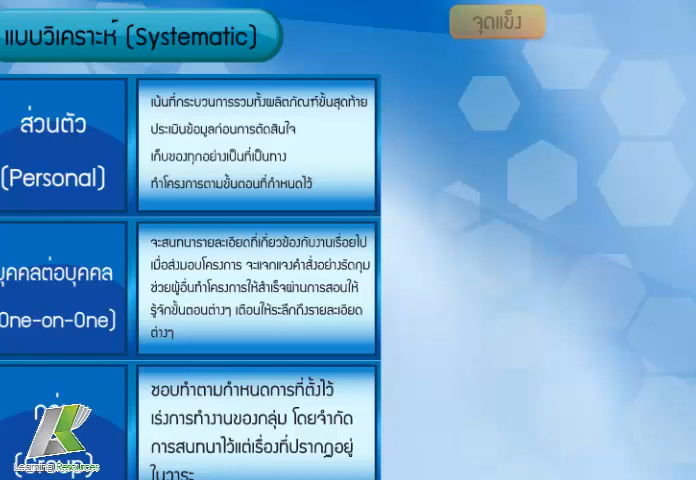 แบบวิเคราะห์ (Systematic)
จุดแข็ง
ส่วนตัว
(Personal)
เน้นที่กระบวนการรวมทั้งผลิตภัณฑ์ขั้นสุดท้าย
ประเมินข้อมูลก่อนการตัดสินใจ
เก็บของทุกอย่างเป็นที่เป็นทาง
ทำโครงการตามขั้นตอนที่กำหนดไว้
บุคคลต่อบุคคล
One-on-One)
จะสนทนารายละเอียดที่เกี่ยวข้องกับงานเรื่อยไป
เมื่อส่งมอบโครงการ จะแจกแจงคำสั่งอย่างรัดกุม
ช่วยผู้อื่นทำโครงการให้สำเร็จผ่านการสอนให้
รู้จักขั้นตอนต่างๆ เตือนให้ระลึกถึงรายละเอียด
ต่างๆ
(Group)
ชอบทำตามกำหนดการที่ตั้งไว้
เร่งการทำงานของกลุ่ม โดยจำกัด
การสนทนาไว้แต่เรื่องที่ปรากฏอยู่
ในวาระ
Learning Resources